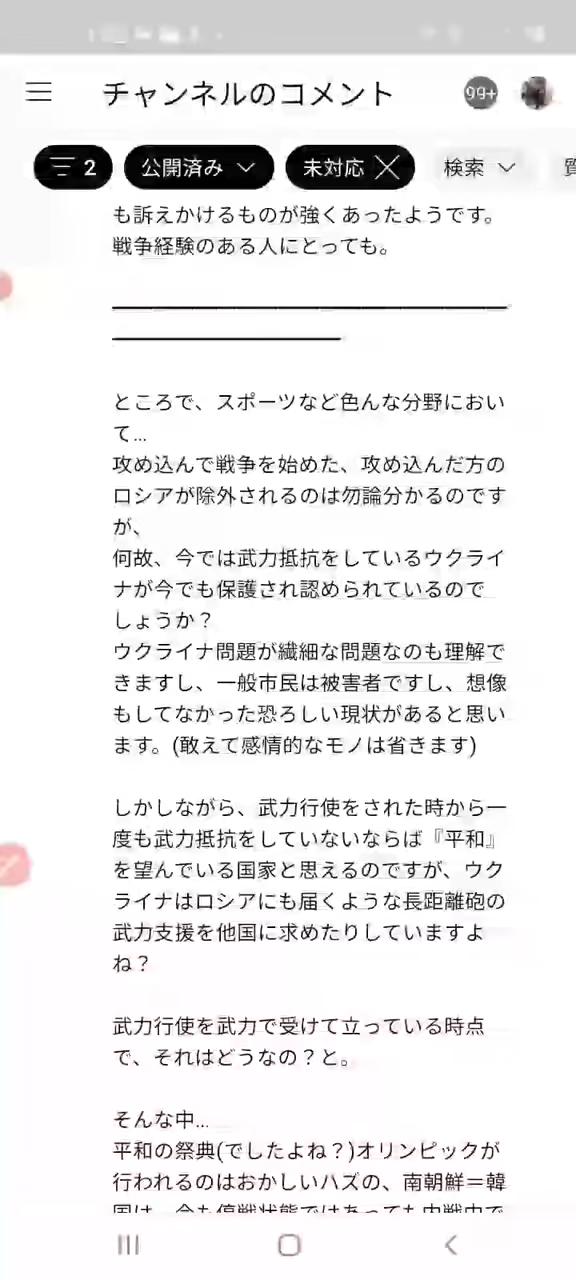 チャンネルのコメント
99+
2
公開済み
未対応
検索
も訴えかけるものが強くあったようです。
戦争経験のある人にとっても。
ところで、スポーツなど色んな分野におい
て…
攻め込んで戦争を始めた、攻め込んだ方の
ロシアが除外されるのは勿論分かるのです
が、
何故、今では武力抵抗をしているウクライ
ナが今でも保護され認められているので
しょうか？
ウクライナ問題が繊細な問題なのも理解で
きますし、一般市民は被害者ですし、想像
もしてなかった恐ろしい現状があると思い
ます。(敢えて感情的なモノは省きます)
しかしながら、武力行使をされた時から一
度も武力抵抗をしていないならば『平和』
を望んでいる国家と思えるのですが、ウク
ライナはロシアにも届くような長距離砲の
武力支援を他国に求めたりしていますよ
ね？
武力行使を武力で受けて立っている時点
で、それはどうなの？と。
そんな中…
平和の祭典(でしたよね？)オリンピックが
行われるのはおかしいハズの、南朝鮮＝韓
国は、今も停戦状態ではあっても中戦中で